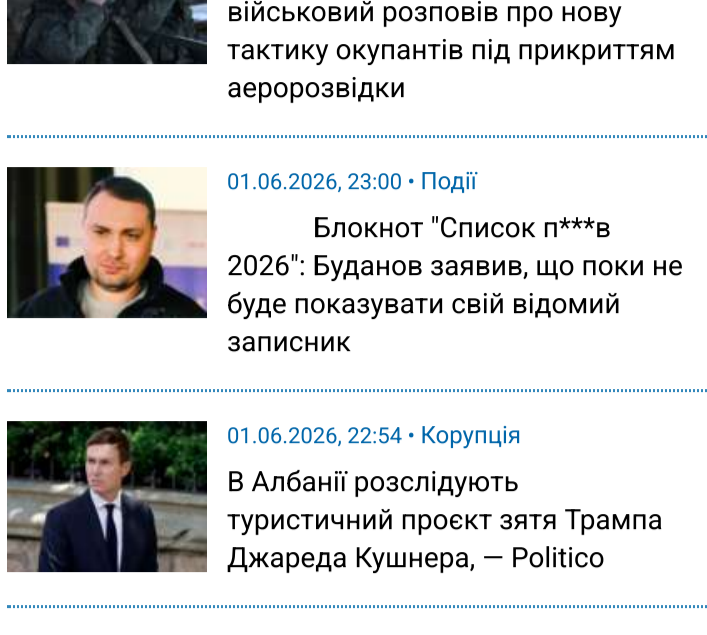 військовий розповів про нову
тактику окупантів під прикриттям
аеророзвідки
01.06.2026, 23:00 • Події
Блокнот "Список п***в
2026": Буданов заявив, що поки не
буде показувати свій відомий
записник
01.06.2026, 22:54 • Корупція
В Албанії розслідують
туристичний проєкт зятя Трампа
Джареда Кушнера, — Politico